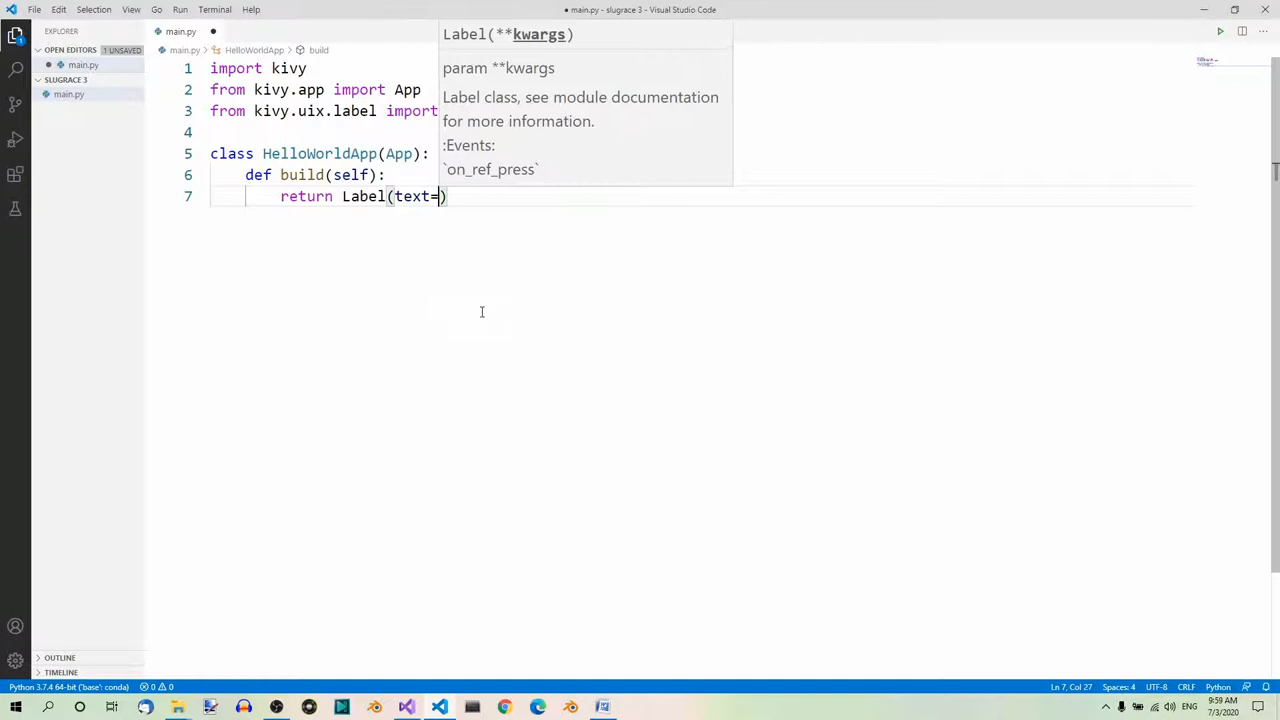 File Edit Selection View Go Run Terminal Help
● main.py - slugrace 3 - Visual Studio Code
EXPLORER
OPEN EDITORS 1 UNSAVED
● main.py
SLUGRACE 3
main.py
main.py ●
main.py > HelloWorldApp > build
1 import kivy
2 from kivy.app import App
3 from kivy.uix.label import
4
5 class HelloWorldApp(App):
6 def build(self):
7 return Label(text=)
Label(**kwargs)
param **kwargs
Label class, see module documentation
for more information.
:Events:
`on_ref_press`
OUTLINE
TIMELINE
Python 3.7.4 64-bit ('base': conda) 0 0 Ln 7, Col 27 Spaces: 4 UTF-8 CRLF Python
9:59 AM
7/3/2020